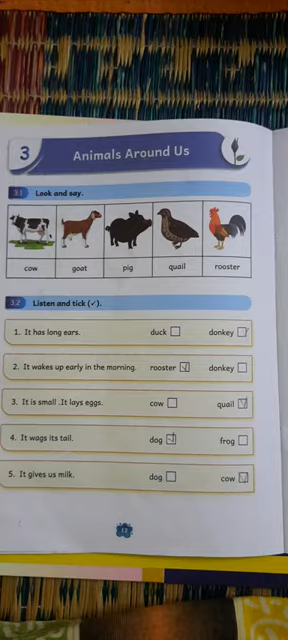 3
Animals Around Us
3.1 Look and say.
cow goat pig quail rooster
3.2 Listen and tick (✓).
1. It has long ears. duck donkey
2. It wakes up early in the morning. rooster donkey
3. It is small .It lays eggs. cow quail
4. It wags its tail. dog frog
5. It gives us milk. dog cow